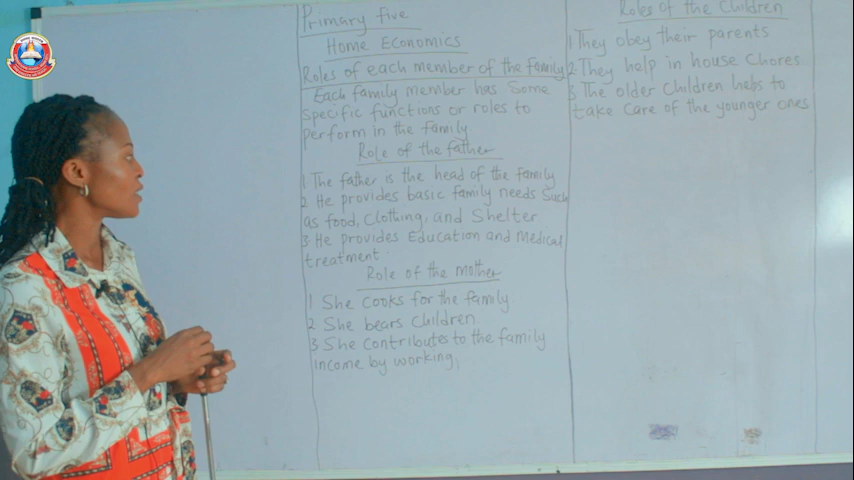 Primary five
Home Economics
Roles of each member of the family
Each family member has Some
specific functions or roles to
perform in the family
Role of the father
1 The father is the head of the family
2 He provides basic family needs Such
as food, Clothing, and Shelter
3 He provides Education and Medical
treatment
Role of the mother
1 She cooks for the family
2 She bears Children
3 She contributes to the family
income by working,
Roles of the Children
1 They obey their parents
2 They help in house Chores
3 The older Children helps to
take care of the younger ones